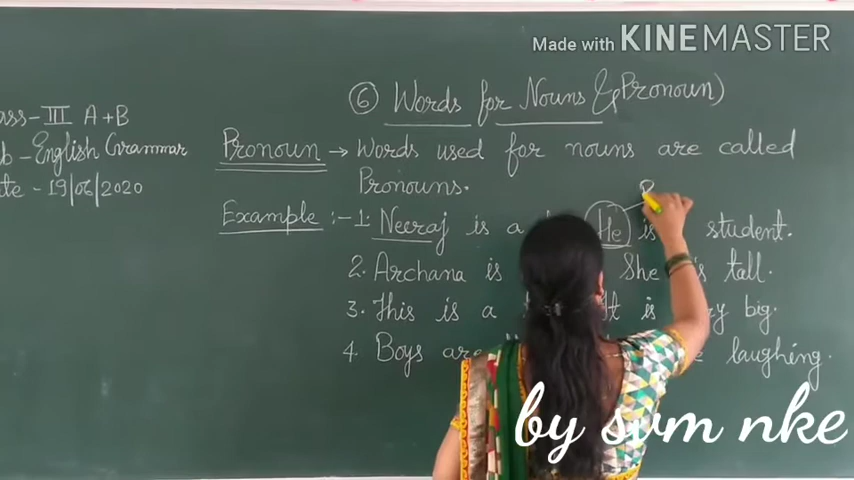 Made with KINEMASTER
⑥ Words for Nouns (Pronoun)
ass-III A+B
b - English Grammar
te - 19/06/2020
Pronoun → Words used for nouns are called
Pronouns.
Example :- 1. Neeraj is a He is student.
2. Archana is She is tall.
3. This is a It is big.
4. Boys are laughing.
by svm nke